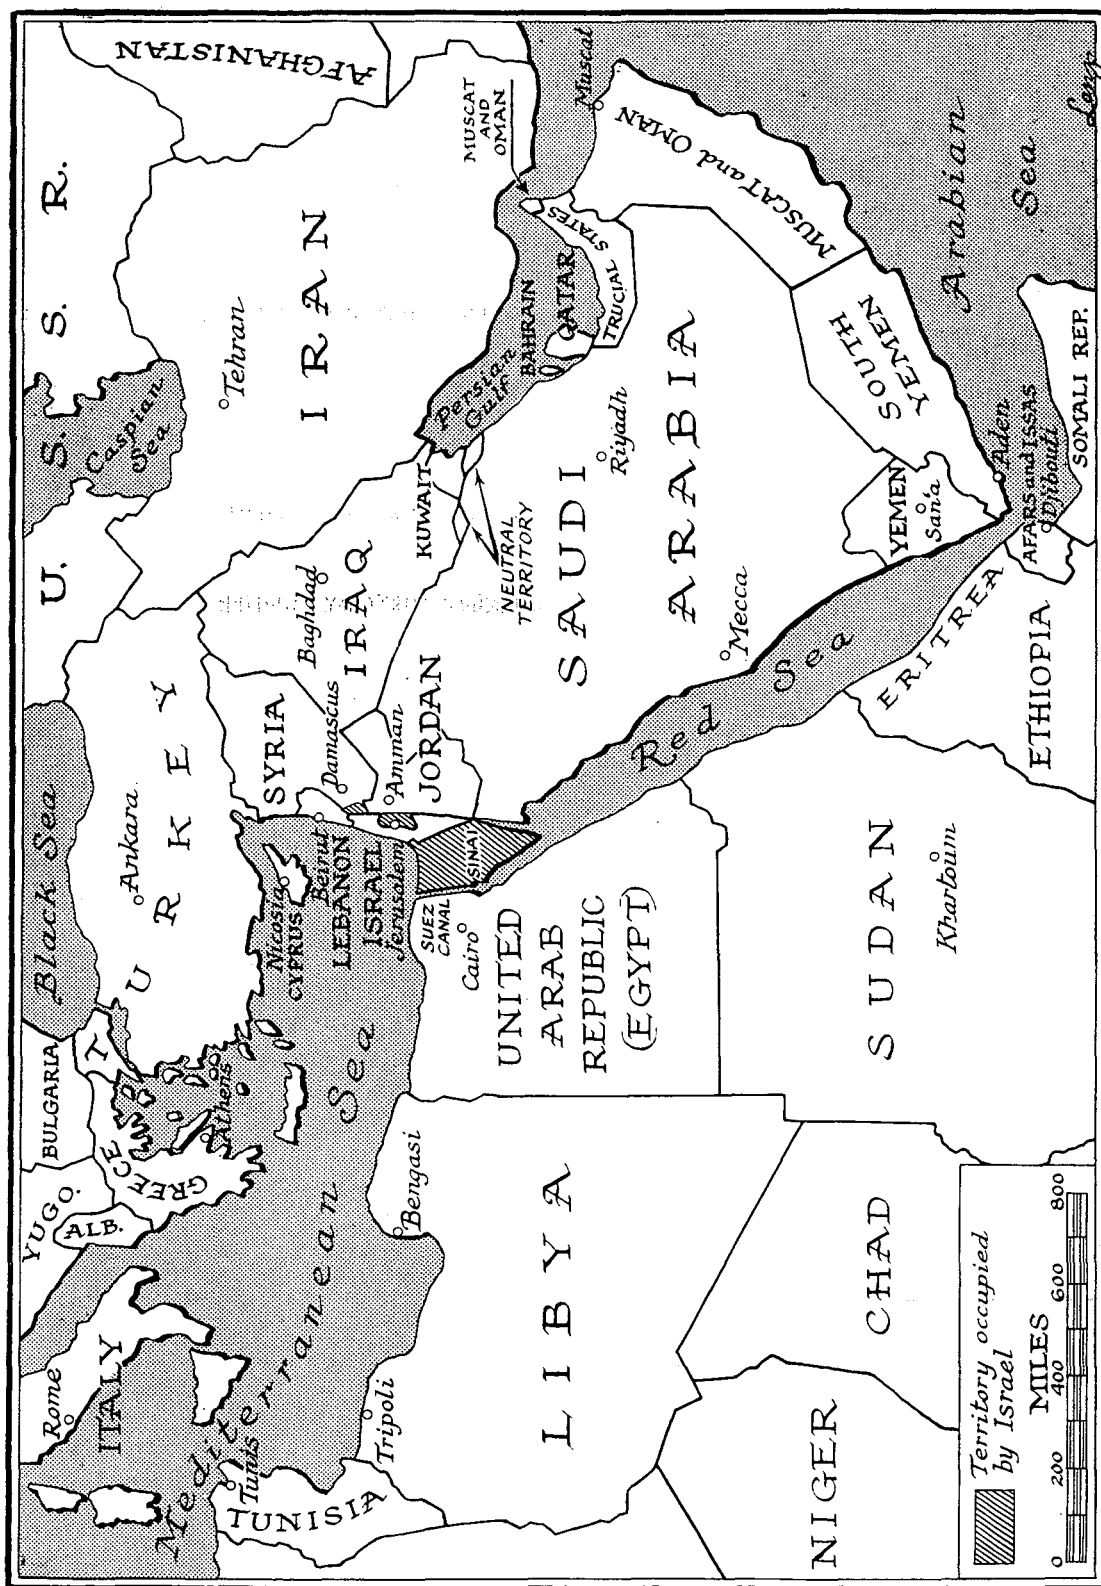 YUGO.
ALB.
BULGARIA
GREECE
Athens
Rome
ITALY
Mediterranean Sea
Tunis
TUNISIA
Tripoli
Bengasi
LIBYA
NIGER
CHAD
Black Sea
TURKEY
Ankara
Nicosia
CYPRUS
Beirut
LEBANON
ISRAEL
Jerusalem
SUEZ
CANAL
SINAI
Cairo
UNITED
ARAB
REPUBLIC
(EGYPT)
SUDAN
Khartoum
U. S. S. R.
Caspian
Sea
SYRIA
Damascus
Amman
JORDAN
Baghdad
IRAQ
KUWAIT
NEUTRAL
TERRITORY
Tehran
IRAN
AFGHANISTAN
Persian
Gulf
BAHRAIN
QATAR
TRUCIAL STATES
MUSCAT
AND
OMAN
Muscat
MUSCAT and OMAN
SAUDI
ARABIA
Riyadh
Mecca
Red Sea
YEMEN
San'a
SOUTH
YEMEN
Aden
AFARS and ISSAS
Djibouti
ERITREA
ETHIOPIA
SOMALI REP.
Arabian
Sea
Territory occupied
by Israel
MILES
0 200 400 600 800